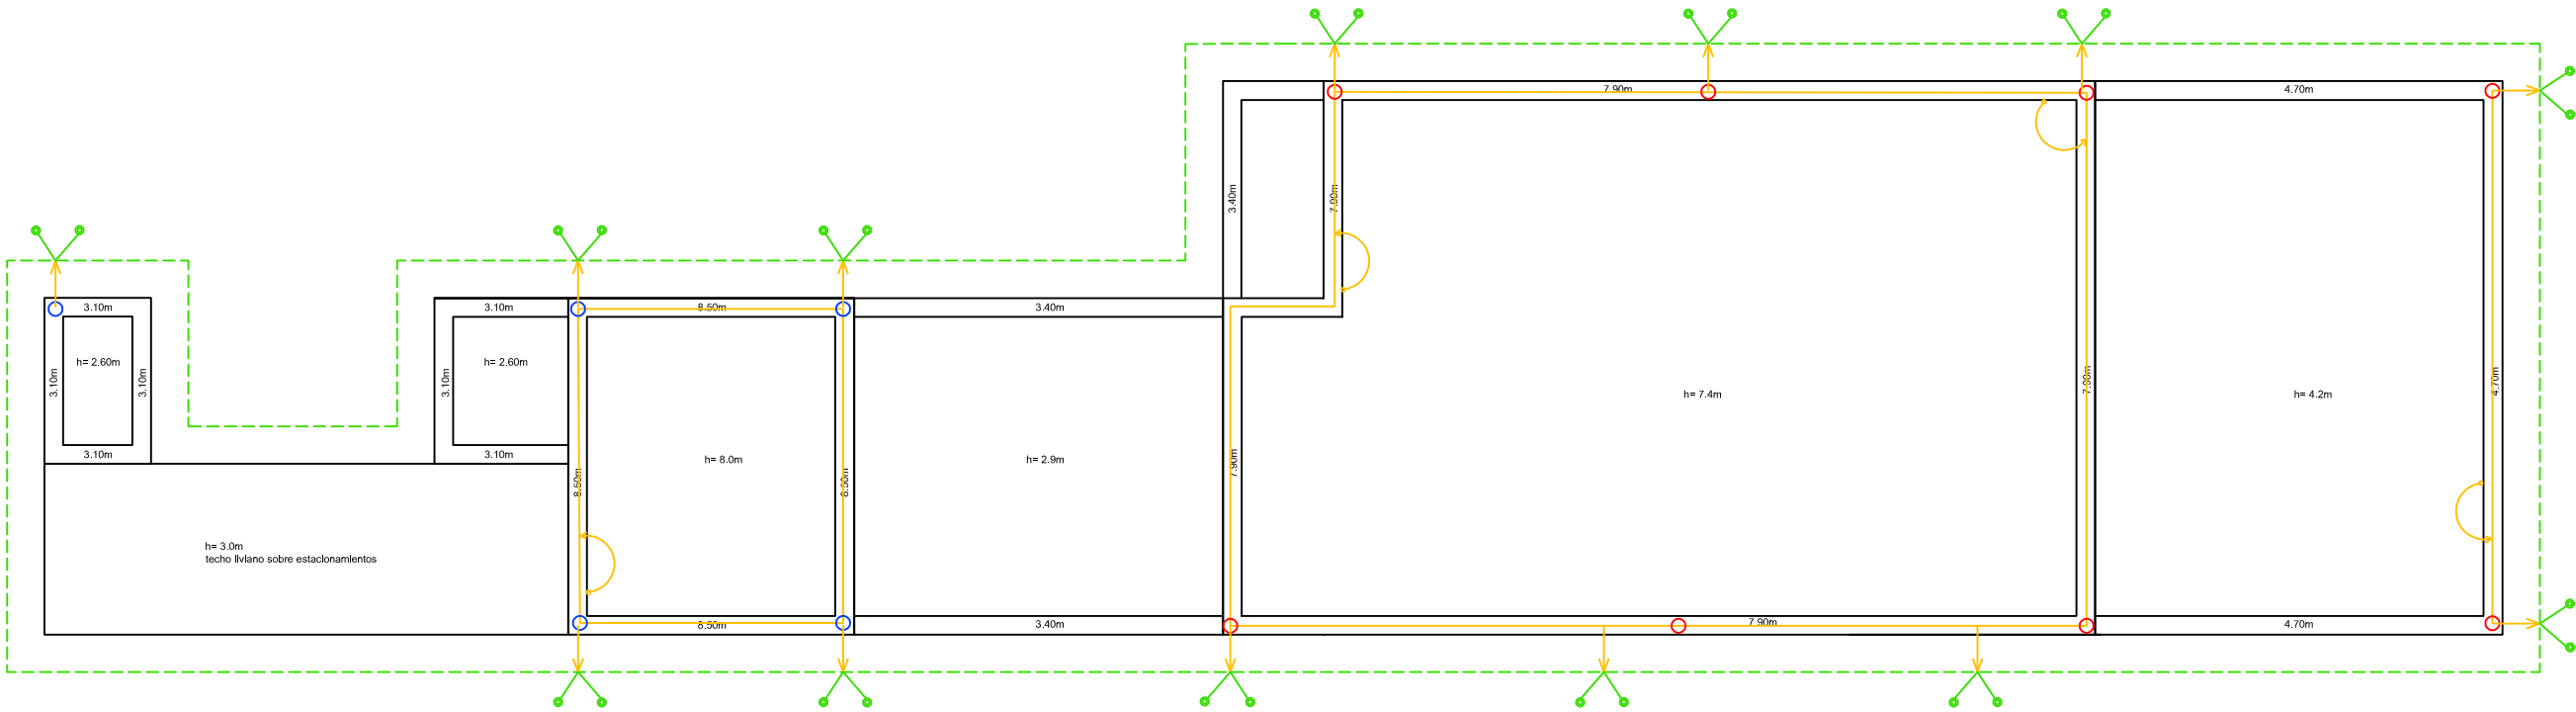 7.90m
4.70m
3.40m
7.90m
3.10m
3.10m
8.50m
3.40m
h= 2.60m
h= 2.60m
3.10m
3.10m
3.10m
7.90m
4.70m
h= 7.4m
h= 4.2m
3.10m
3.10m
8.50m
h= 8.0m
8.50m
h= 2.9m
7.90m
h= 3.0m
techo liviano sobre estacionamientos
8.50m
3.40m
7.90m
4.70m